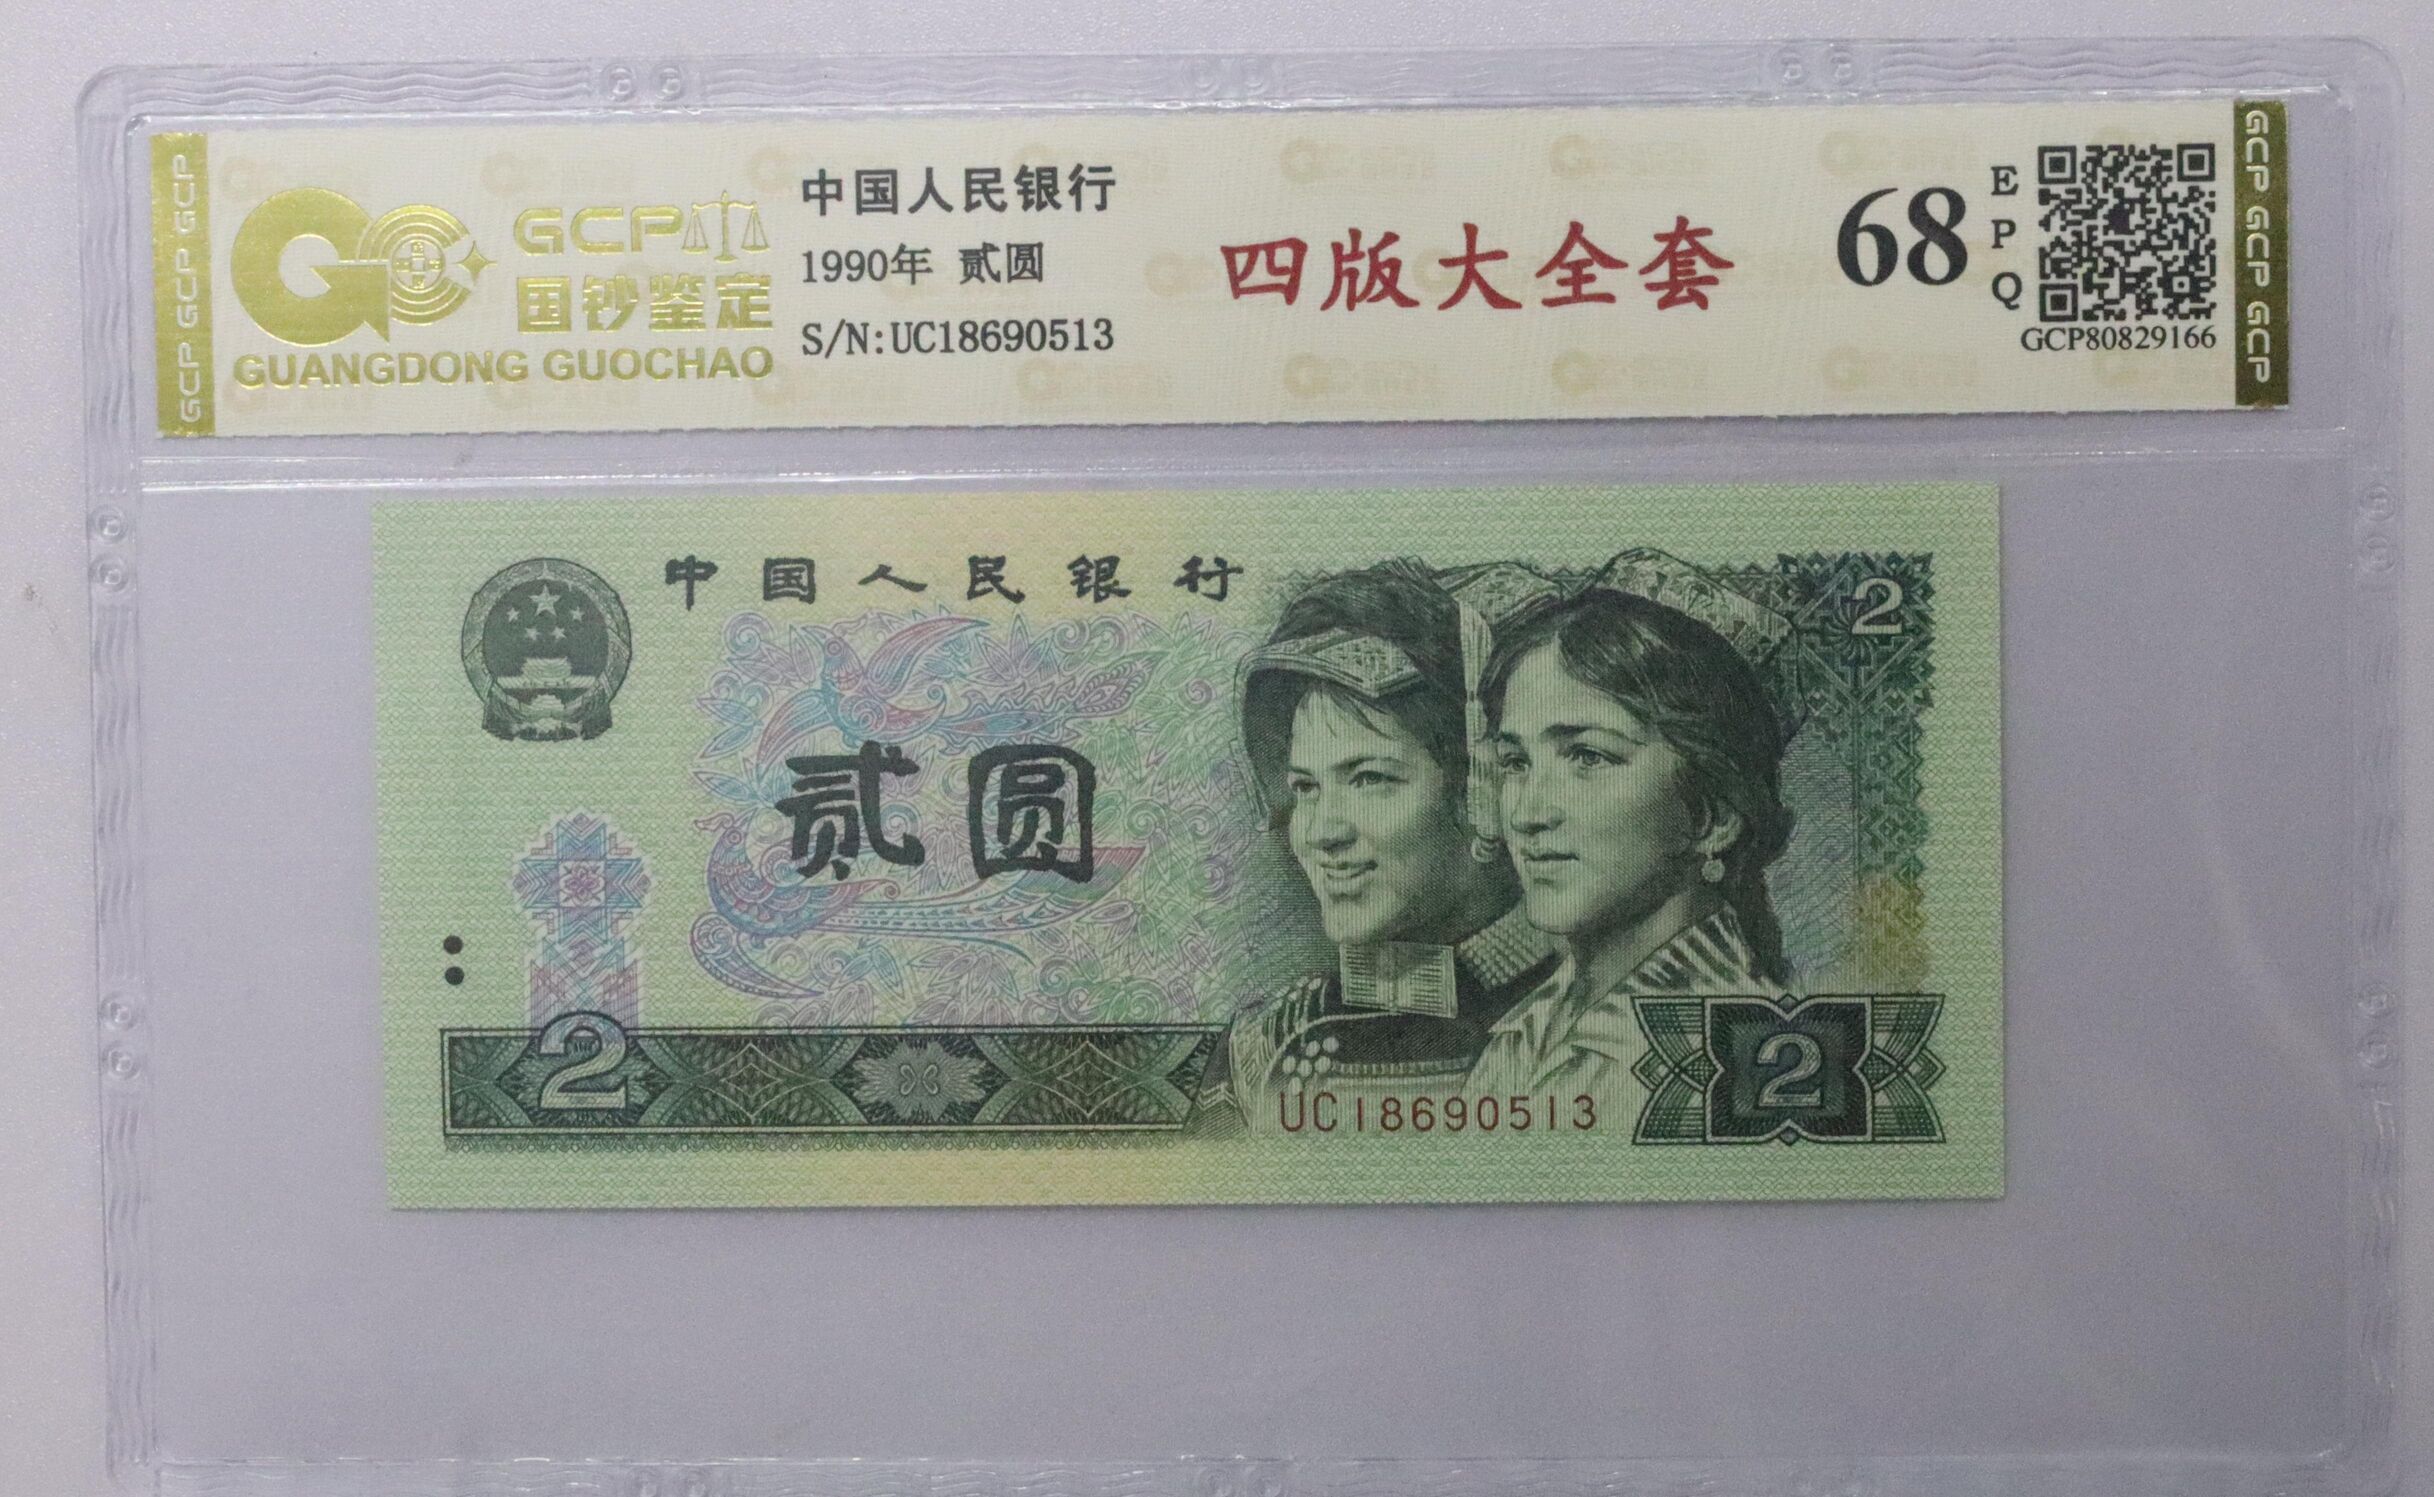 GCP GCP GCP
GCP
国钞鉴定
GUANGDONG GUOCHAO
中国人民银行
1990年 贰圆
S/N:UC18690513
四版大全套
68
EPQ
GCP80829166
GCP GCP GCP
中国人民银行
2
贰圆
2
UC18690513
2